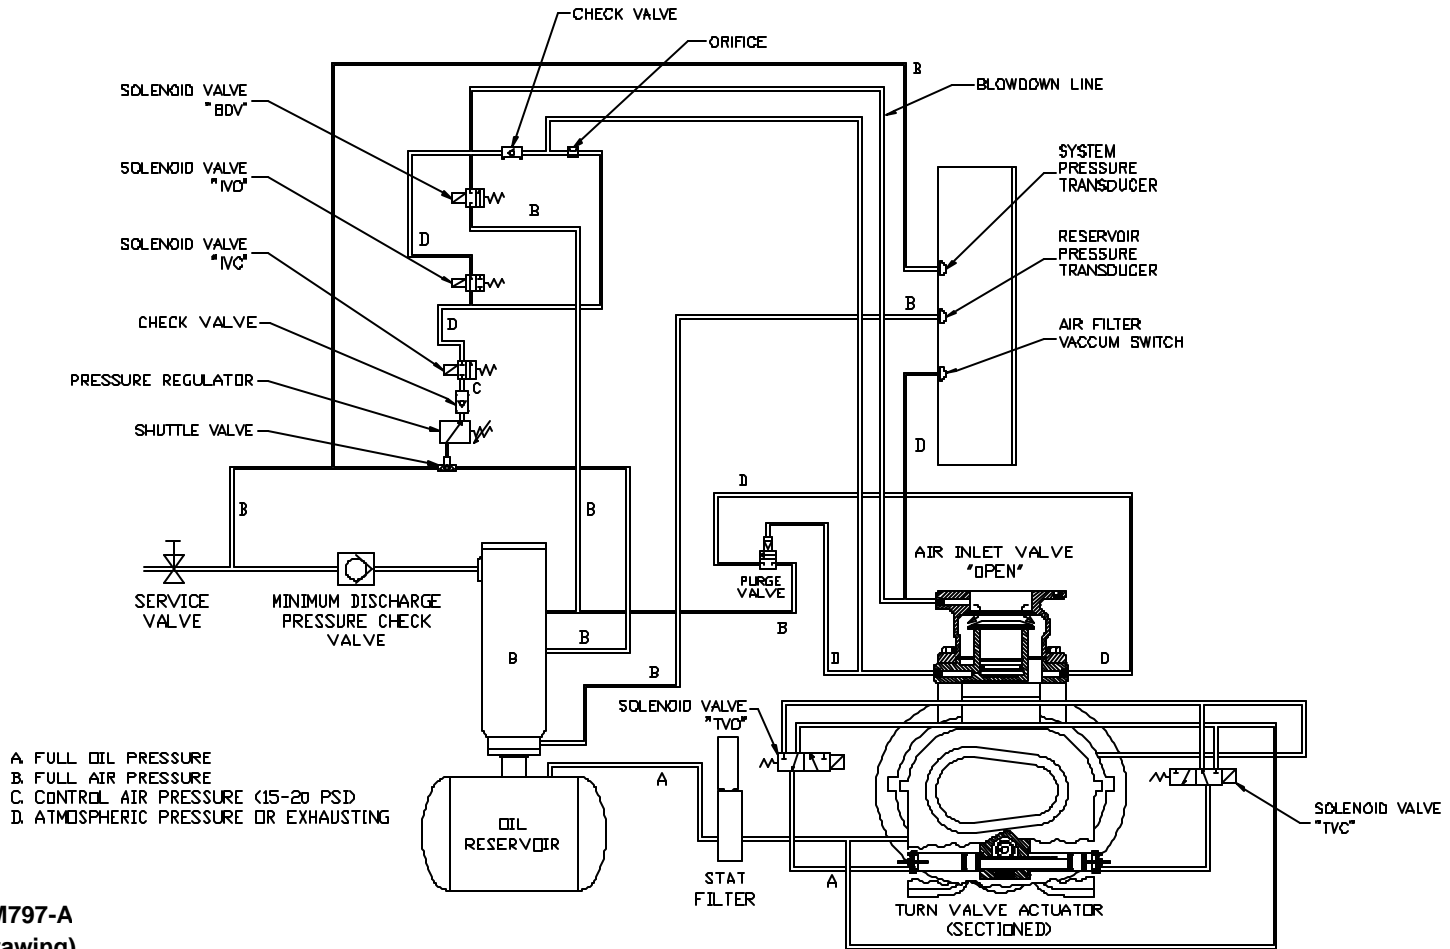 CHECK VALVE
ORIFICE
B
BLOWDOWN LINE
SOLENOID VALVE
"BDV"
SYSTEM
PRESSURE
TRANSDUCER
SOLENOID VALVE
"IVO"
B
D
SOLENOID VALVE
"IVC"
RESERVOIR
PRESSURE
TRANSDUCER
B
CHECK VALVE
D
AIR FILTER
VACCUM SWITCH
PRESSURE REGULATOR
C
SHUTTLE VALVE
D
D
B
B
AIR INLET VALVE
"OPEN"
PURGE
VALVE
SERVICE
VALVE
MINIMUM DISCHARGE
PRESSURE CHECK
VALVE
B
B
B
B
D
D
SOLENOID VALVE
"TVO"
A. FULL OIL PRESSURE
B. FULL AIR PRESSURE
C. CONTROL AIR PRESSURE (15-20 PSI)
D. ATMOSPHERIC PRESSURE OR EXHAUSTING
A
OIL
RESERVOIR
SOLENOID VALVE
"TVC"
STAT
FILTER
A
TURN VALVE ACTUATOR
(SECTIONED)
M797-A
rawing)